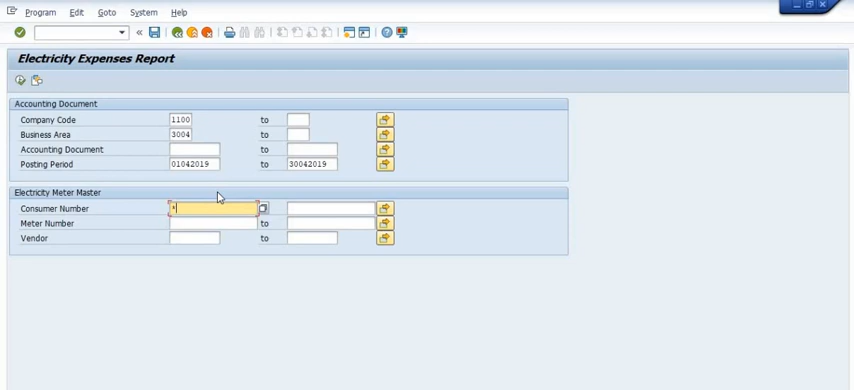 Program Edit Goto System Help
Electricity Expenses Report
Accounting Document
Company Code 1100 to
Business Area 3004 to
Accounting Document to
Posting Period 01042019 to 30042019
Electricity Meter Master
Consumer Number *
Meter Number to
Vendor to